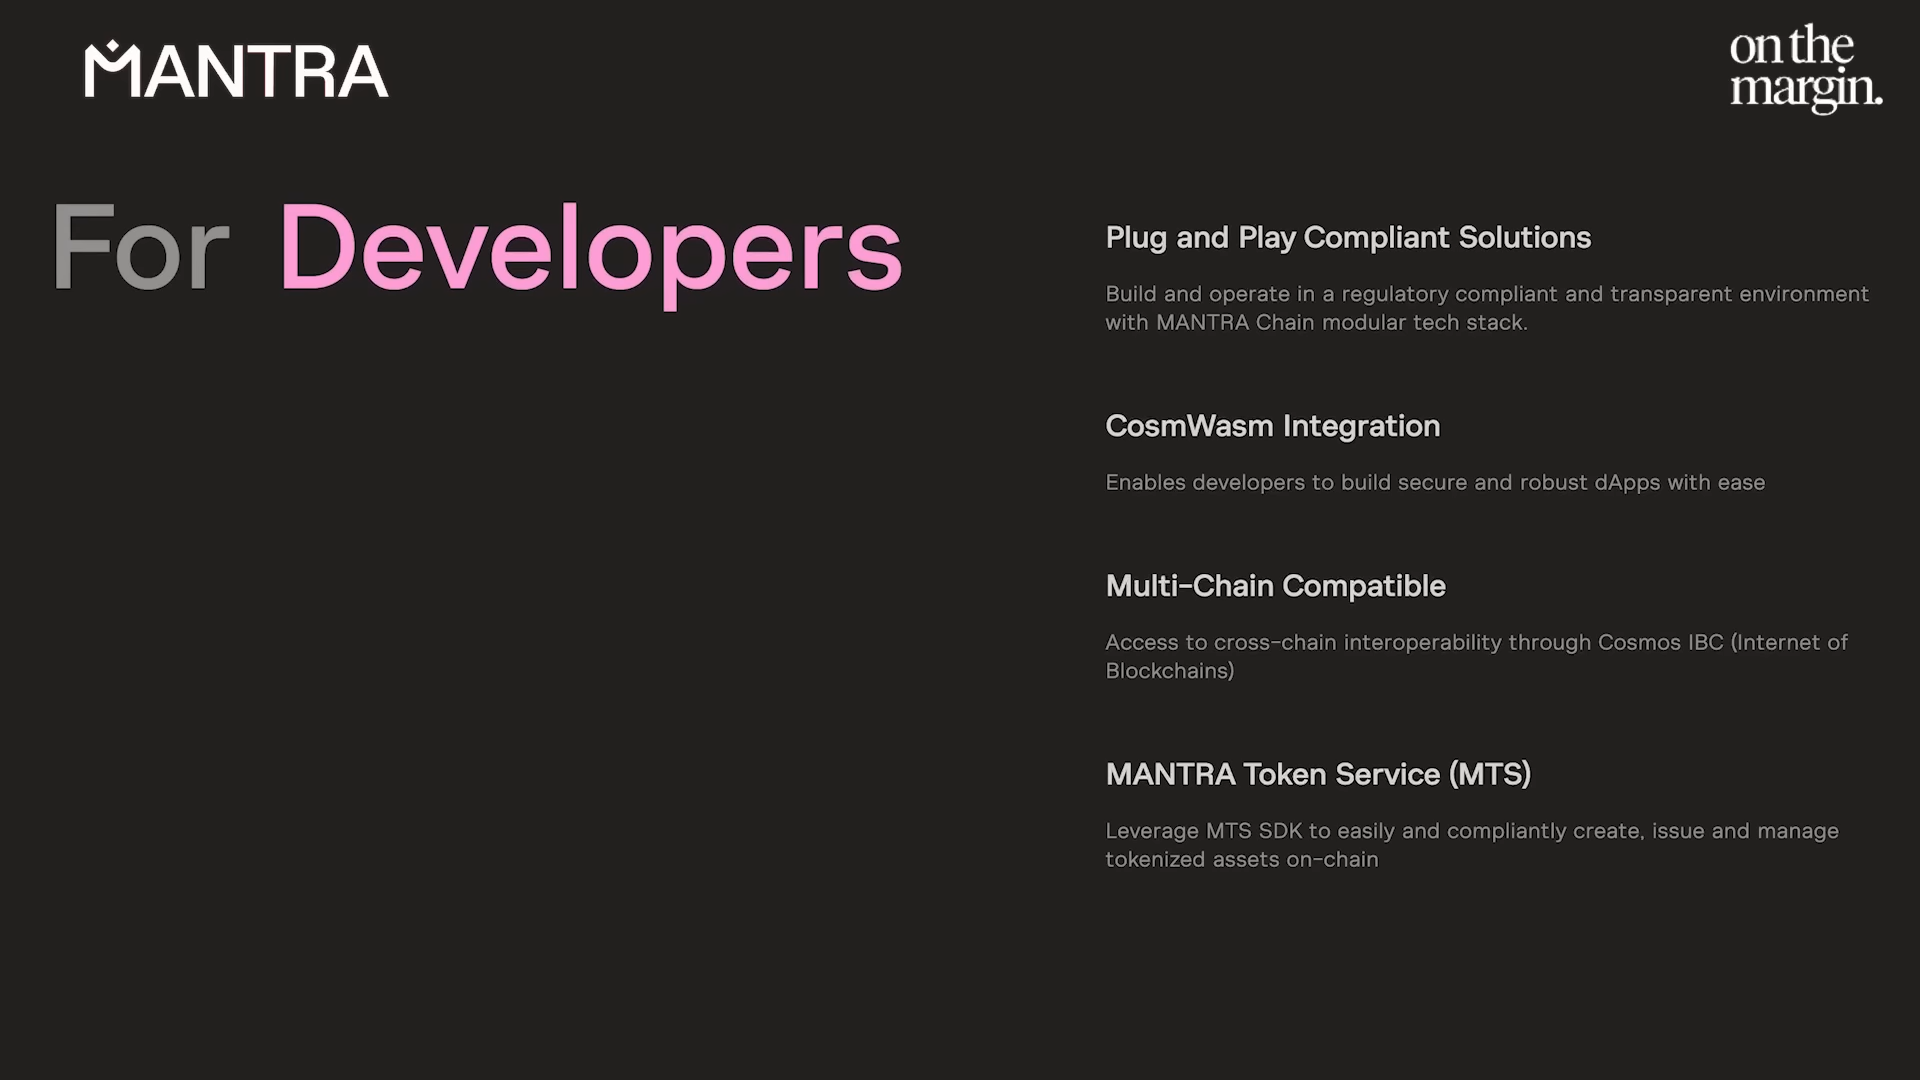 MANTRA
on the
margin.
For Developers
Plug and Play Compliant Solutions
Build and operate in a regulatory compliant and transparent environment
with MANTRA Chain modular tech stack.
CosmWasm Integration
Enables developers to build secure and robust dApps with ease
Multi-Chain Compatible
Access to cross-chain interoperability through Cosmos IBC (Internet of
Blockchains)
MANTRA Token Service (MTS)
Leverage MTS SDK to easily and compliantly create, issue and manage
tokenized assets on-chain